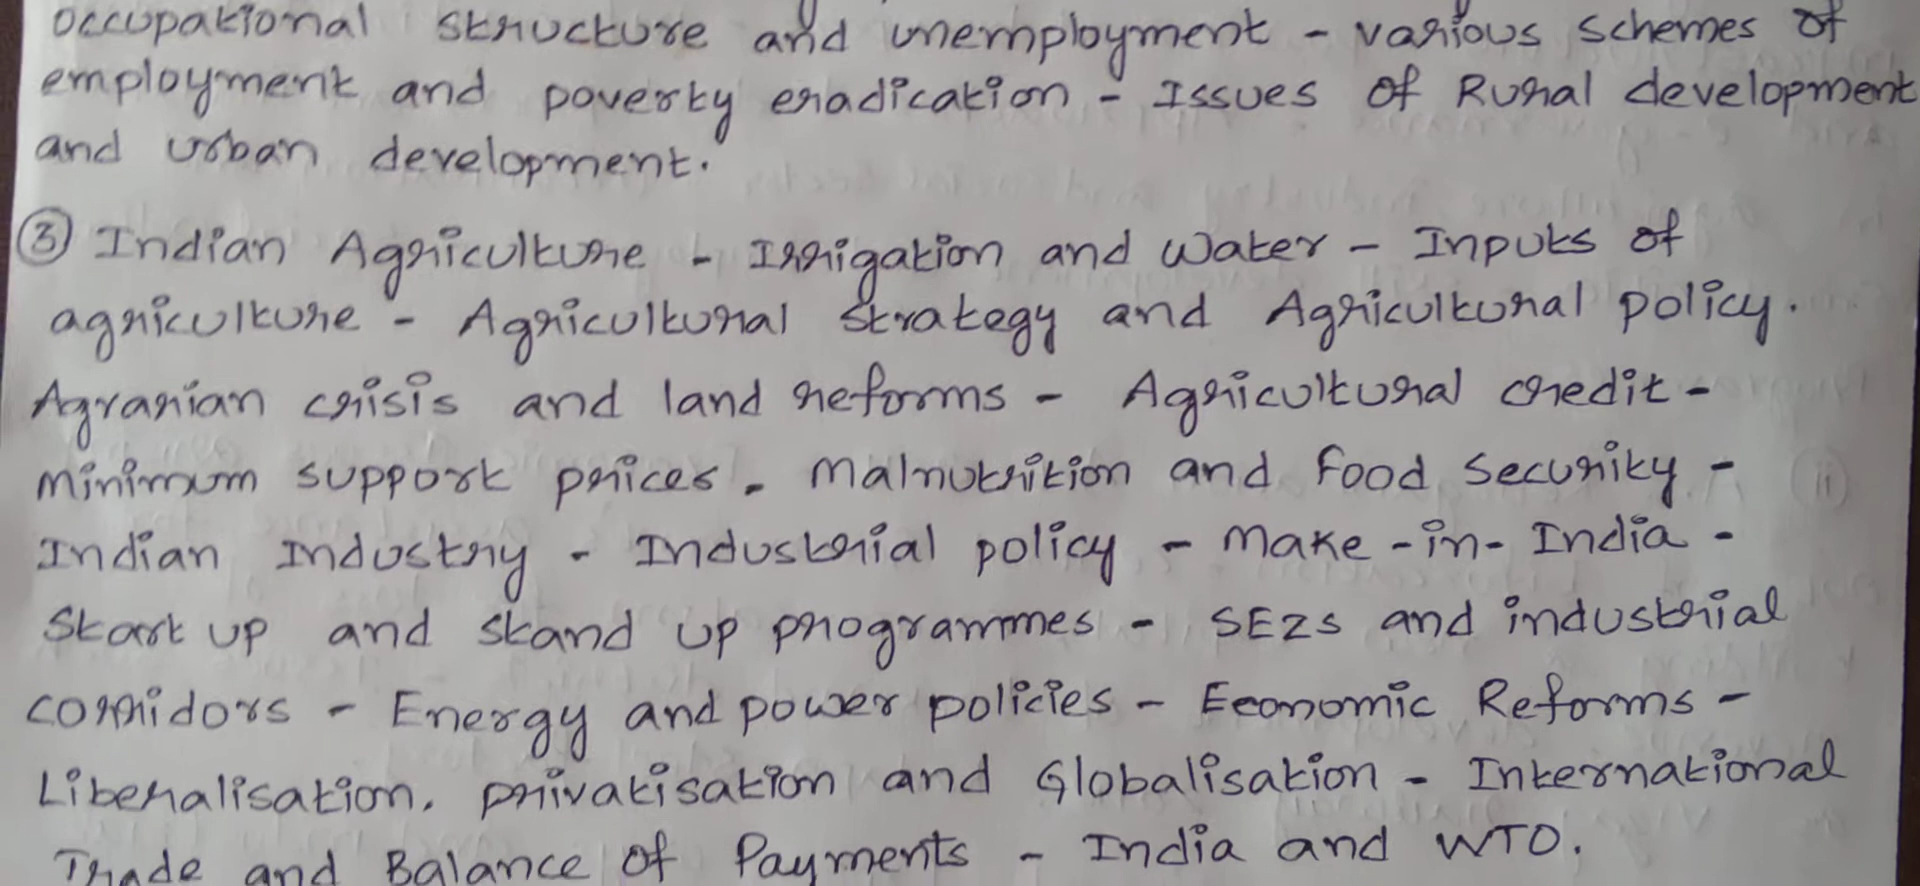 occupational structure and unemployment - various schemes of
employment and poverty eradication - Issues of Rural development
and urban development.
③ Indian Agriculture - Irrigation and Water - Inputs of
agriculture - Agricultural strategy and Agricultural policy.
Agrarian crisis and land reforms - Agricultural credit -
minimum support prices. Malnutrition and Food Security -
Indian Industry - Industrial policy - Make-in-India -
Start up and stand up programmes - SEZs and industrial
corridors - Energy and power policies - Economic Reforms -
Liberalisation, privatisation and Globalisation - International
Trade and Balance of Payments - India and WTO.